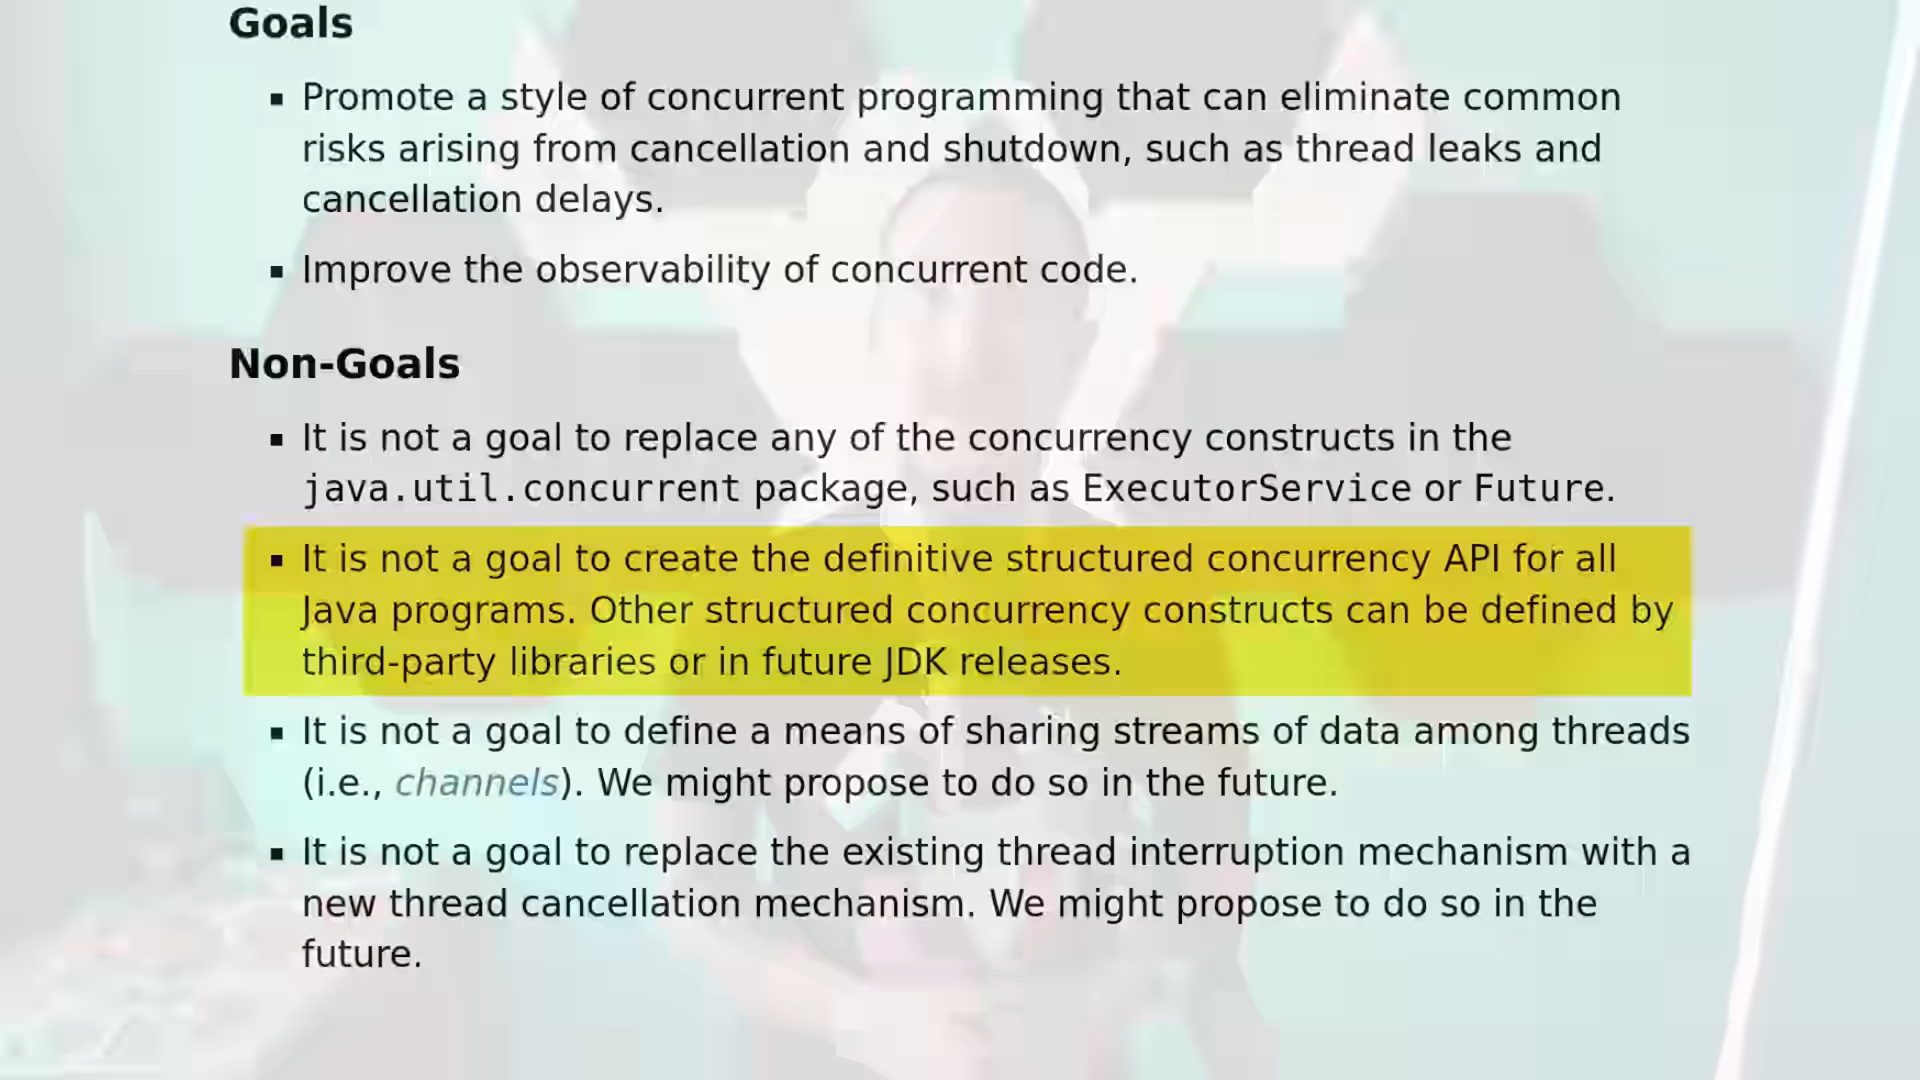 Goals
▪ Promote a style of concurrent programming that can eliminate common
risks arising from cancellation and shutdown, such as thread leaks and
cancellation delays.
▪ Improve the observability of concurrent code.
Non-Goals
▪ It is not a goal to replace any of the concurrency constructs in the
java.util.concurrent package, such as ExecutorService or Future.
▪ It is not a goal to create the definitive structured concurrency API for all
Java programs. Other structured concurrency constructs can be defined by
third-party libraries or in future JDK releases.
▪ It is not a goal to define a means of sharing streams of data among threads
(i.e., channels). We might propose to do so in the future.
▪ It is not a goal to replace the existing thread interruption mechanism with a
new thread cancellation mechanism. We might propose to do so in the
future.